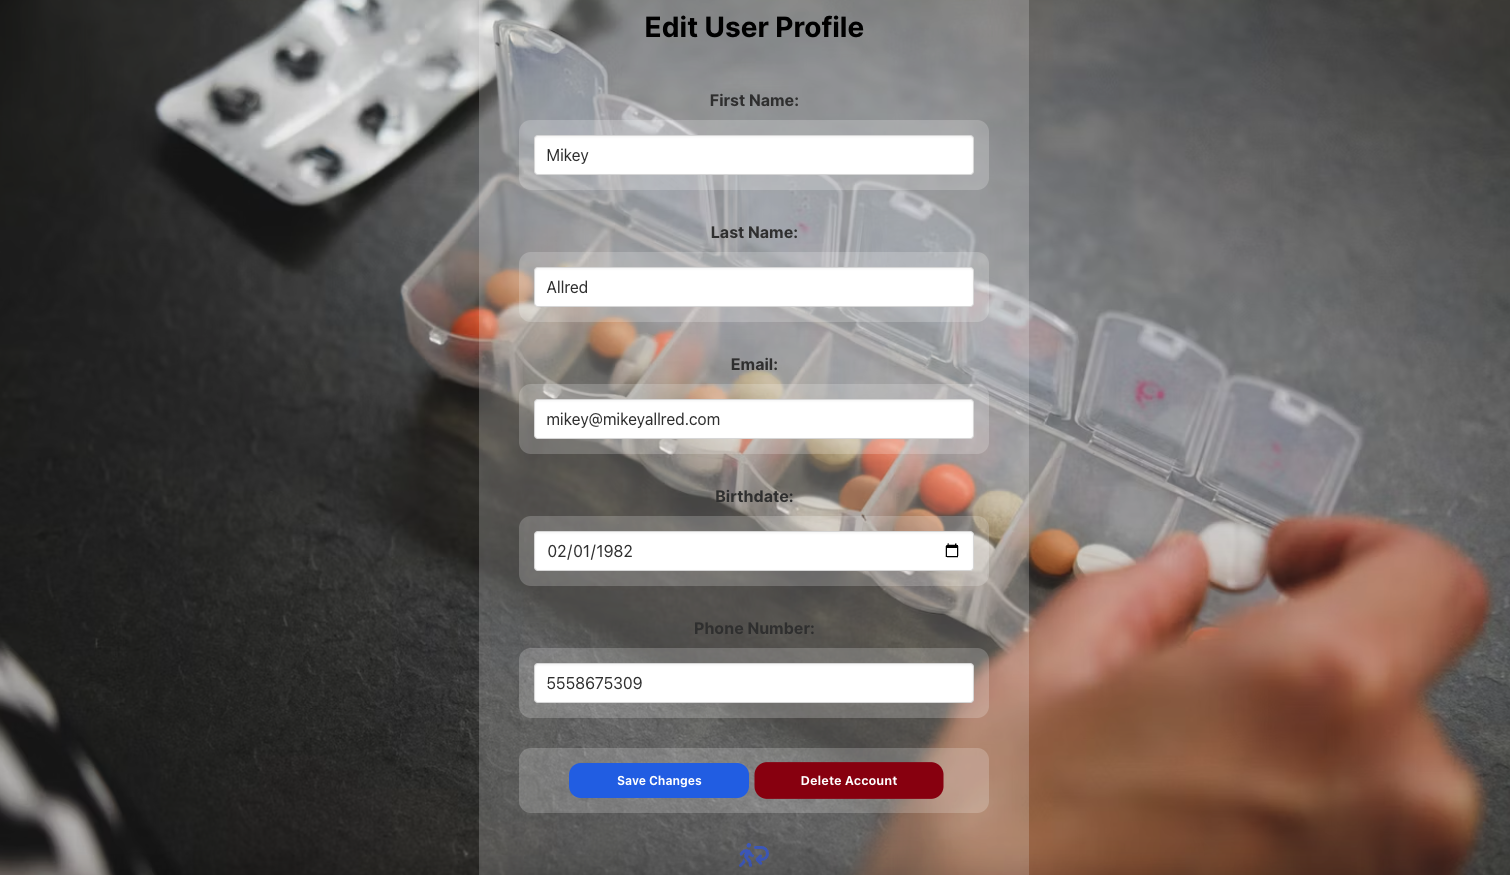 Edit User Profile
First Name:
Mikey
Last Name:
Allred
Email:
mikey@mikeyallred.com
Birthdate:
02/01/1982
Phone Number:
5558675309
Save Changes
Delete Account